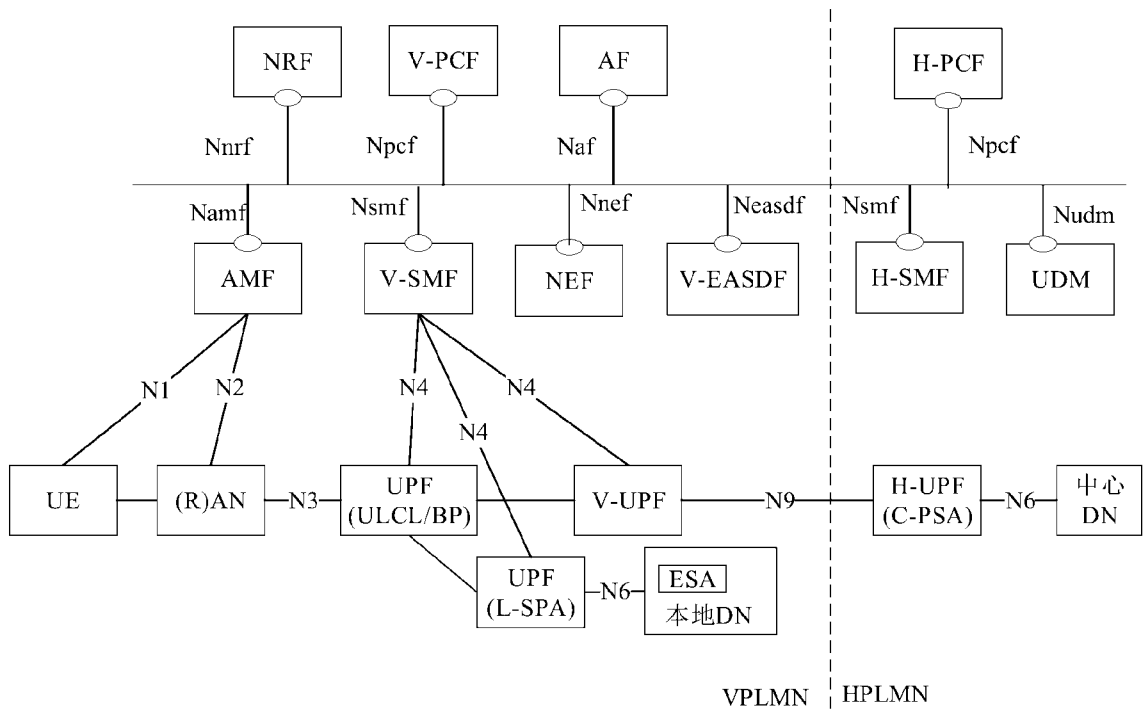 NRF
V-PCF
AF
H-PCF
Nnrf
Npcf
Naf
Npcf
Namf
Nsmf
Nnef
Neasdf
Nsmf
Nudm
AMF
V-SMF
NEF
V-EASDF
H-SMF
UDM
N1
N2
N4
N4
N4
UE
(R)AN
N3
UPF
(ULCL/BP)
V-UPF
N9
H-UPF
(C-PSA)
N6
中心
DN
UPF
(L-SPA)
N6
ESA
本地DN
VPLMN
HPLMN